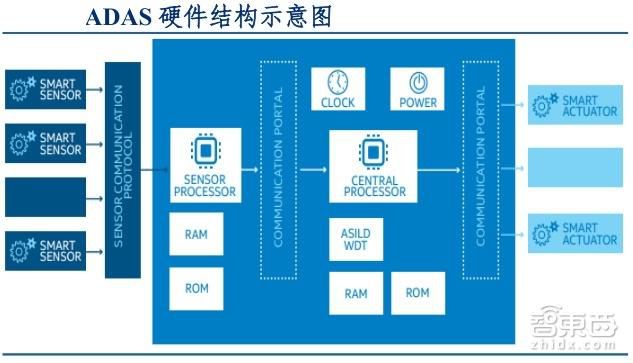 ADAS 硬件结构示意图
SMART
SENSOR
SMART
SENSOR
SMART
SENSOR
SENSOR COMMUNICATION
PROTOCOL
SENSOR
PROCESSOR
RAM
ROM
COMMUNICATION PORTAL
CLOCK
POWER
CENTRAL
PROCESSOR
ASILD
WDT
RAM
ROM
COMMUNICATION PORTAL
SMART
ACTUATOR
SMART
ACTUATOR
智东西
zhidx.com